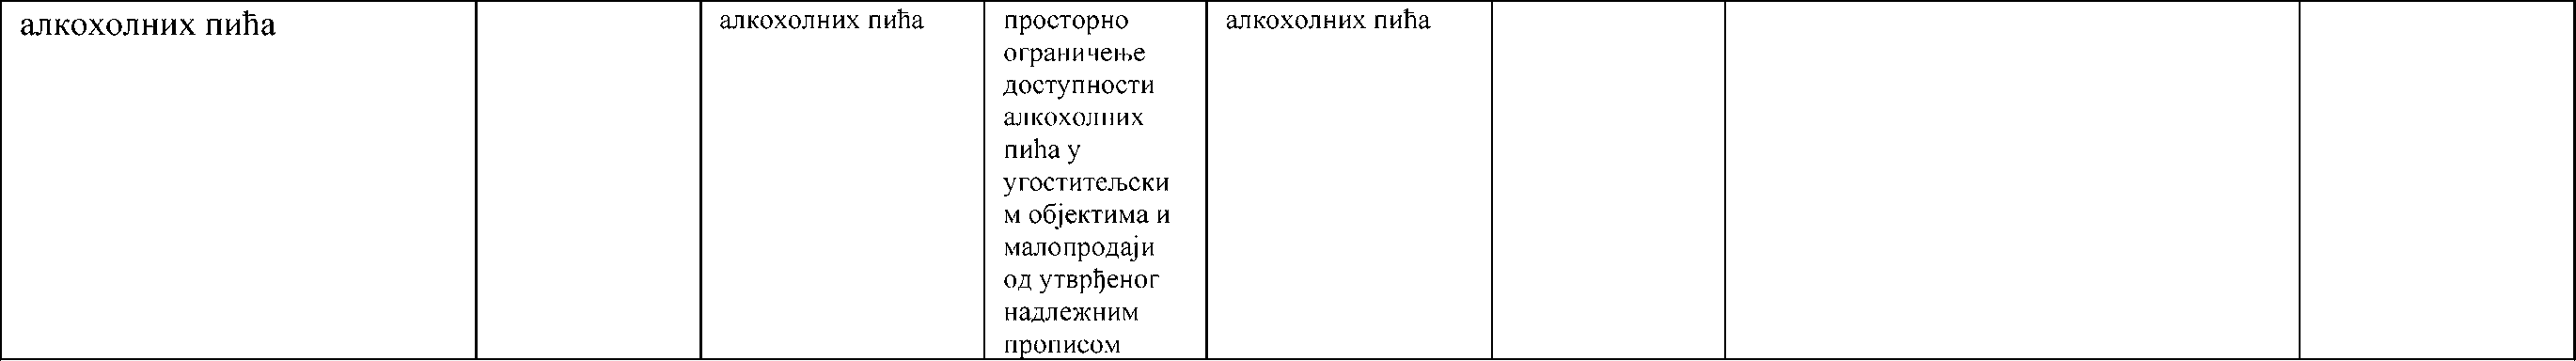 алкохолних пића
алкохолних пића
просторно
ограничење
доступности
алкохолних
пића у
угоститељски
м објектима и
малопродаји
од утврђеног
надлежним
прописом
алкохолних пића